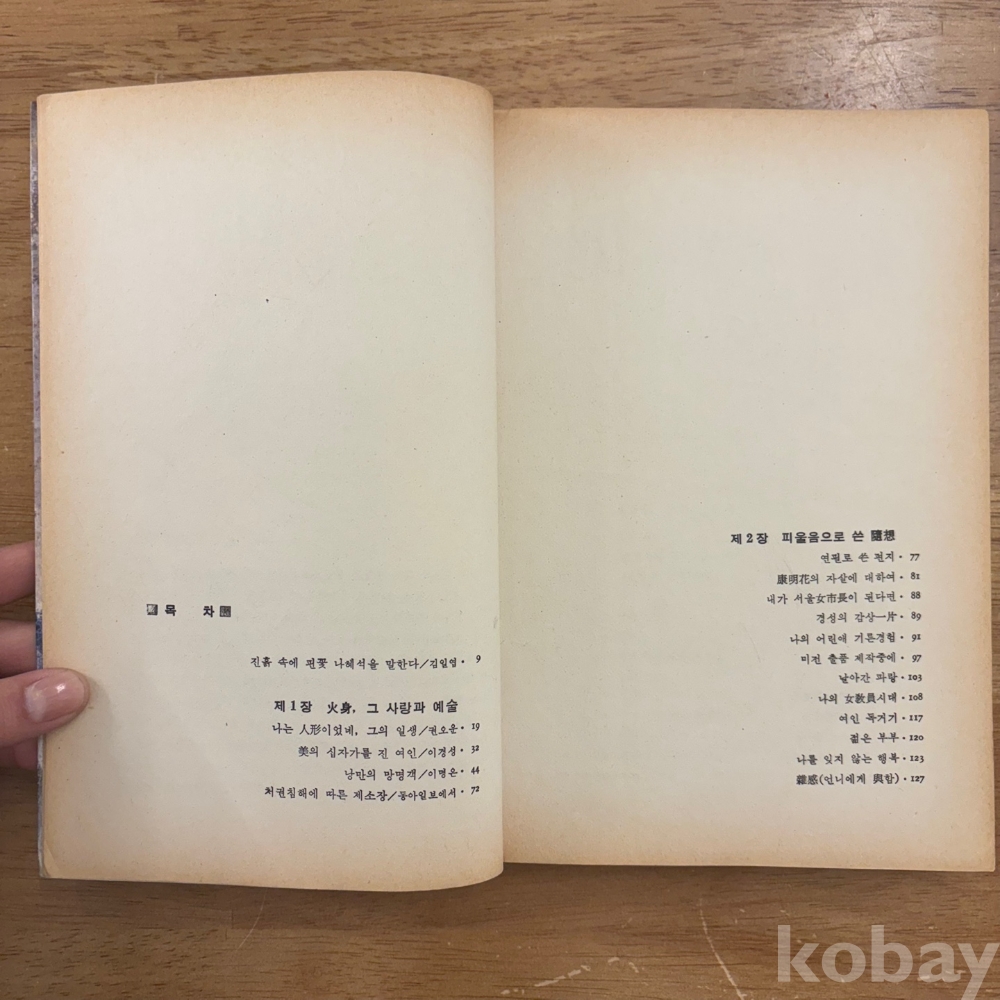 목 차
진흙 속에 핀꽃 나혜석을 말한다/김일영 • 9
제1장 火身, 그 사랑과 예술
나는 人形이었네, 그의 일생/권오운 • 19
美의 십자가를 진 여인/이경성 • 32
낭만의 망명객/이명온 • 44
처권침해에 따른 제소장/동아일보에서 • 72
제2장 피울음으로 쓴 隨想
연필로 쓴 편지 • 77
康明花의 자살에 대하여 • 81
내가 서울女市長이 된다면 • 88
경성의 감상一片 • 89
나의 어린애 기른경험 • 91
미전 출품 제작중에 • 97
날아간 파랑 • 103
나의 女敎員시대 • 108
여인 독거기 • 117
젊은 부부 • 120
나를 잊지 않는 행복 • 123
雜感(언니에게 與함) • 127
kobay